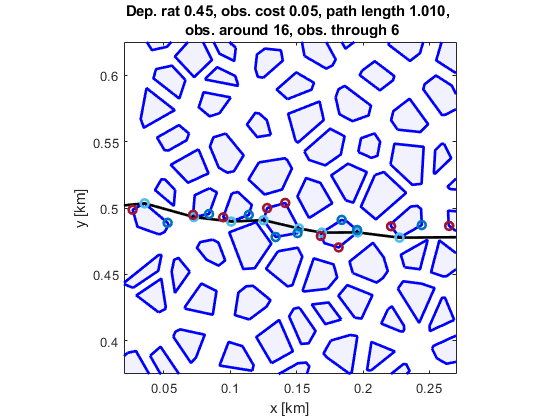 Dep. rat 0.45, obs. cost 0.05, path length 1.010,
obs. around 16, obs. through 6
0.6
0.55
0.5
0.45
0.4
y [km]
0.05 0.1 0.15 0.2 0.25
x [km]